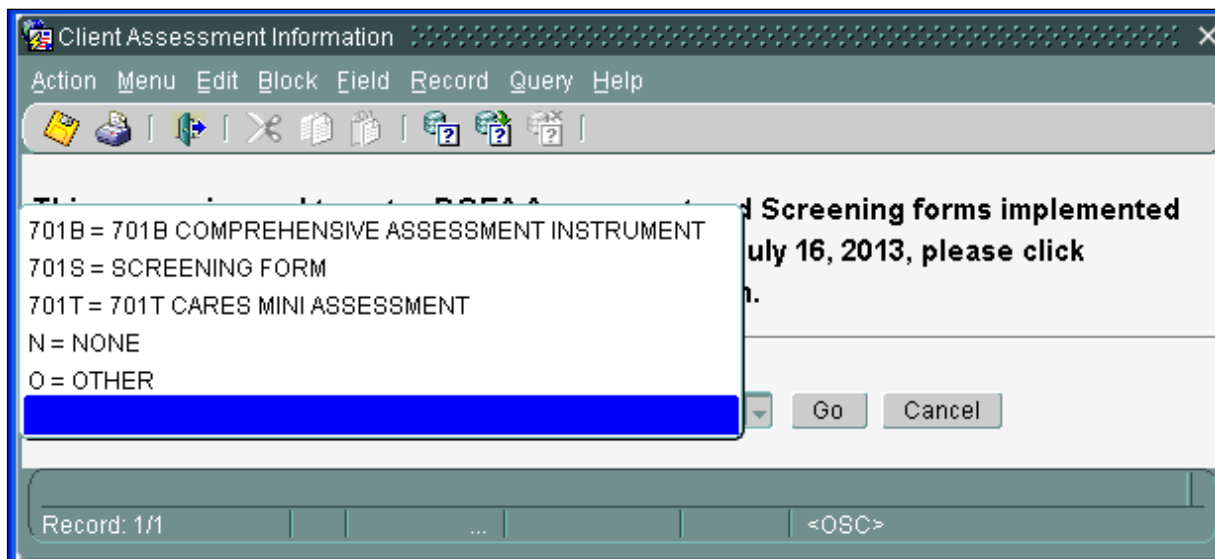 Client Assessment Information
Action Menu Edit Block Field Record Query Help
d Screening forms implemented
701B = 701B COMPREHENSIVE ASSESSMENT INSTRUMENT
uly 16, 2013, please click
701S = SCREENING FORM
701T = 701T CARES MINI ASSESSMENT
N = NONE
O = OTHER
Go Cancel
Record: 1/1 ... <OSC>